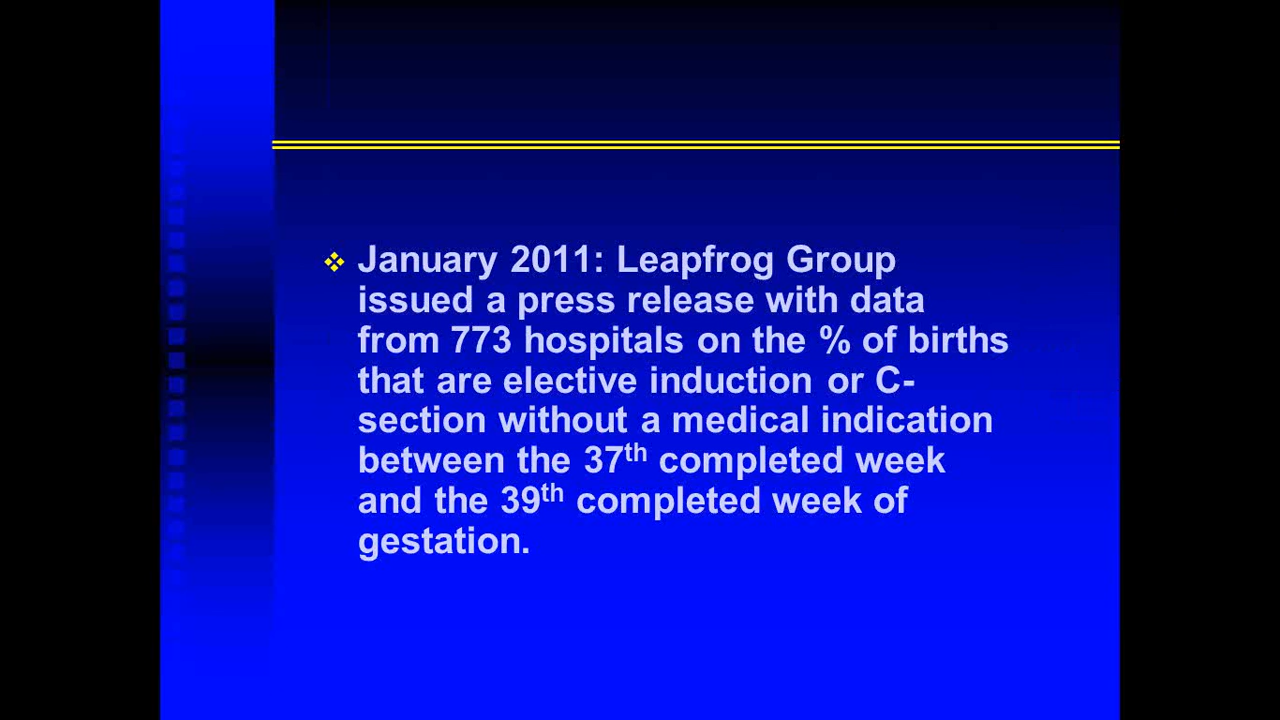 January 2011: Leapfrog Group
issued a press release with data
from 773 hospitals on the % of births
that are elective induction or C-
section without a medical indication
between the 37th completed week
and the 39th completed week of
gestation.